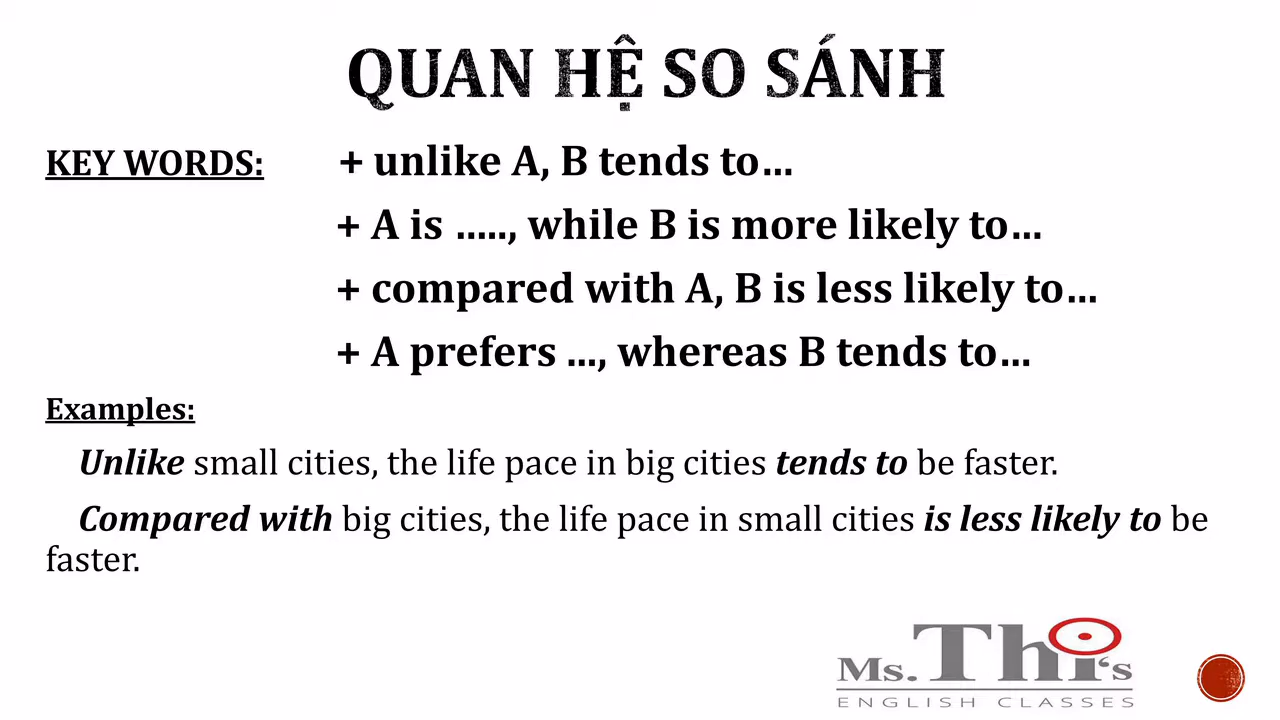 QUAN HỆ SO SÁNH
KEY WORDS: + unlike A, B tends to...
+ A is ....., while B is more likely to...
+ compared with A, B is less likely to...
+ A prefers ..., whereas B tends to...
Examples:
Unlike small cities, the life pace in big cities tends to be faster.
Compared with big cities, the life pace in small cities is less likely to be
faster.
Ms. Thi's
ENGLISH CLASSES